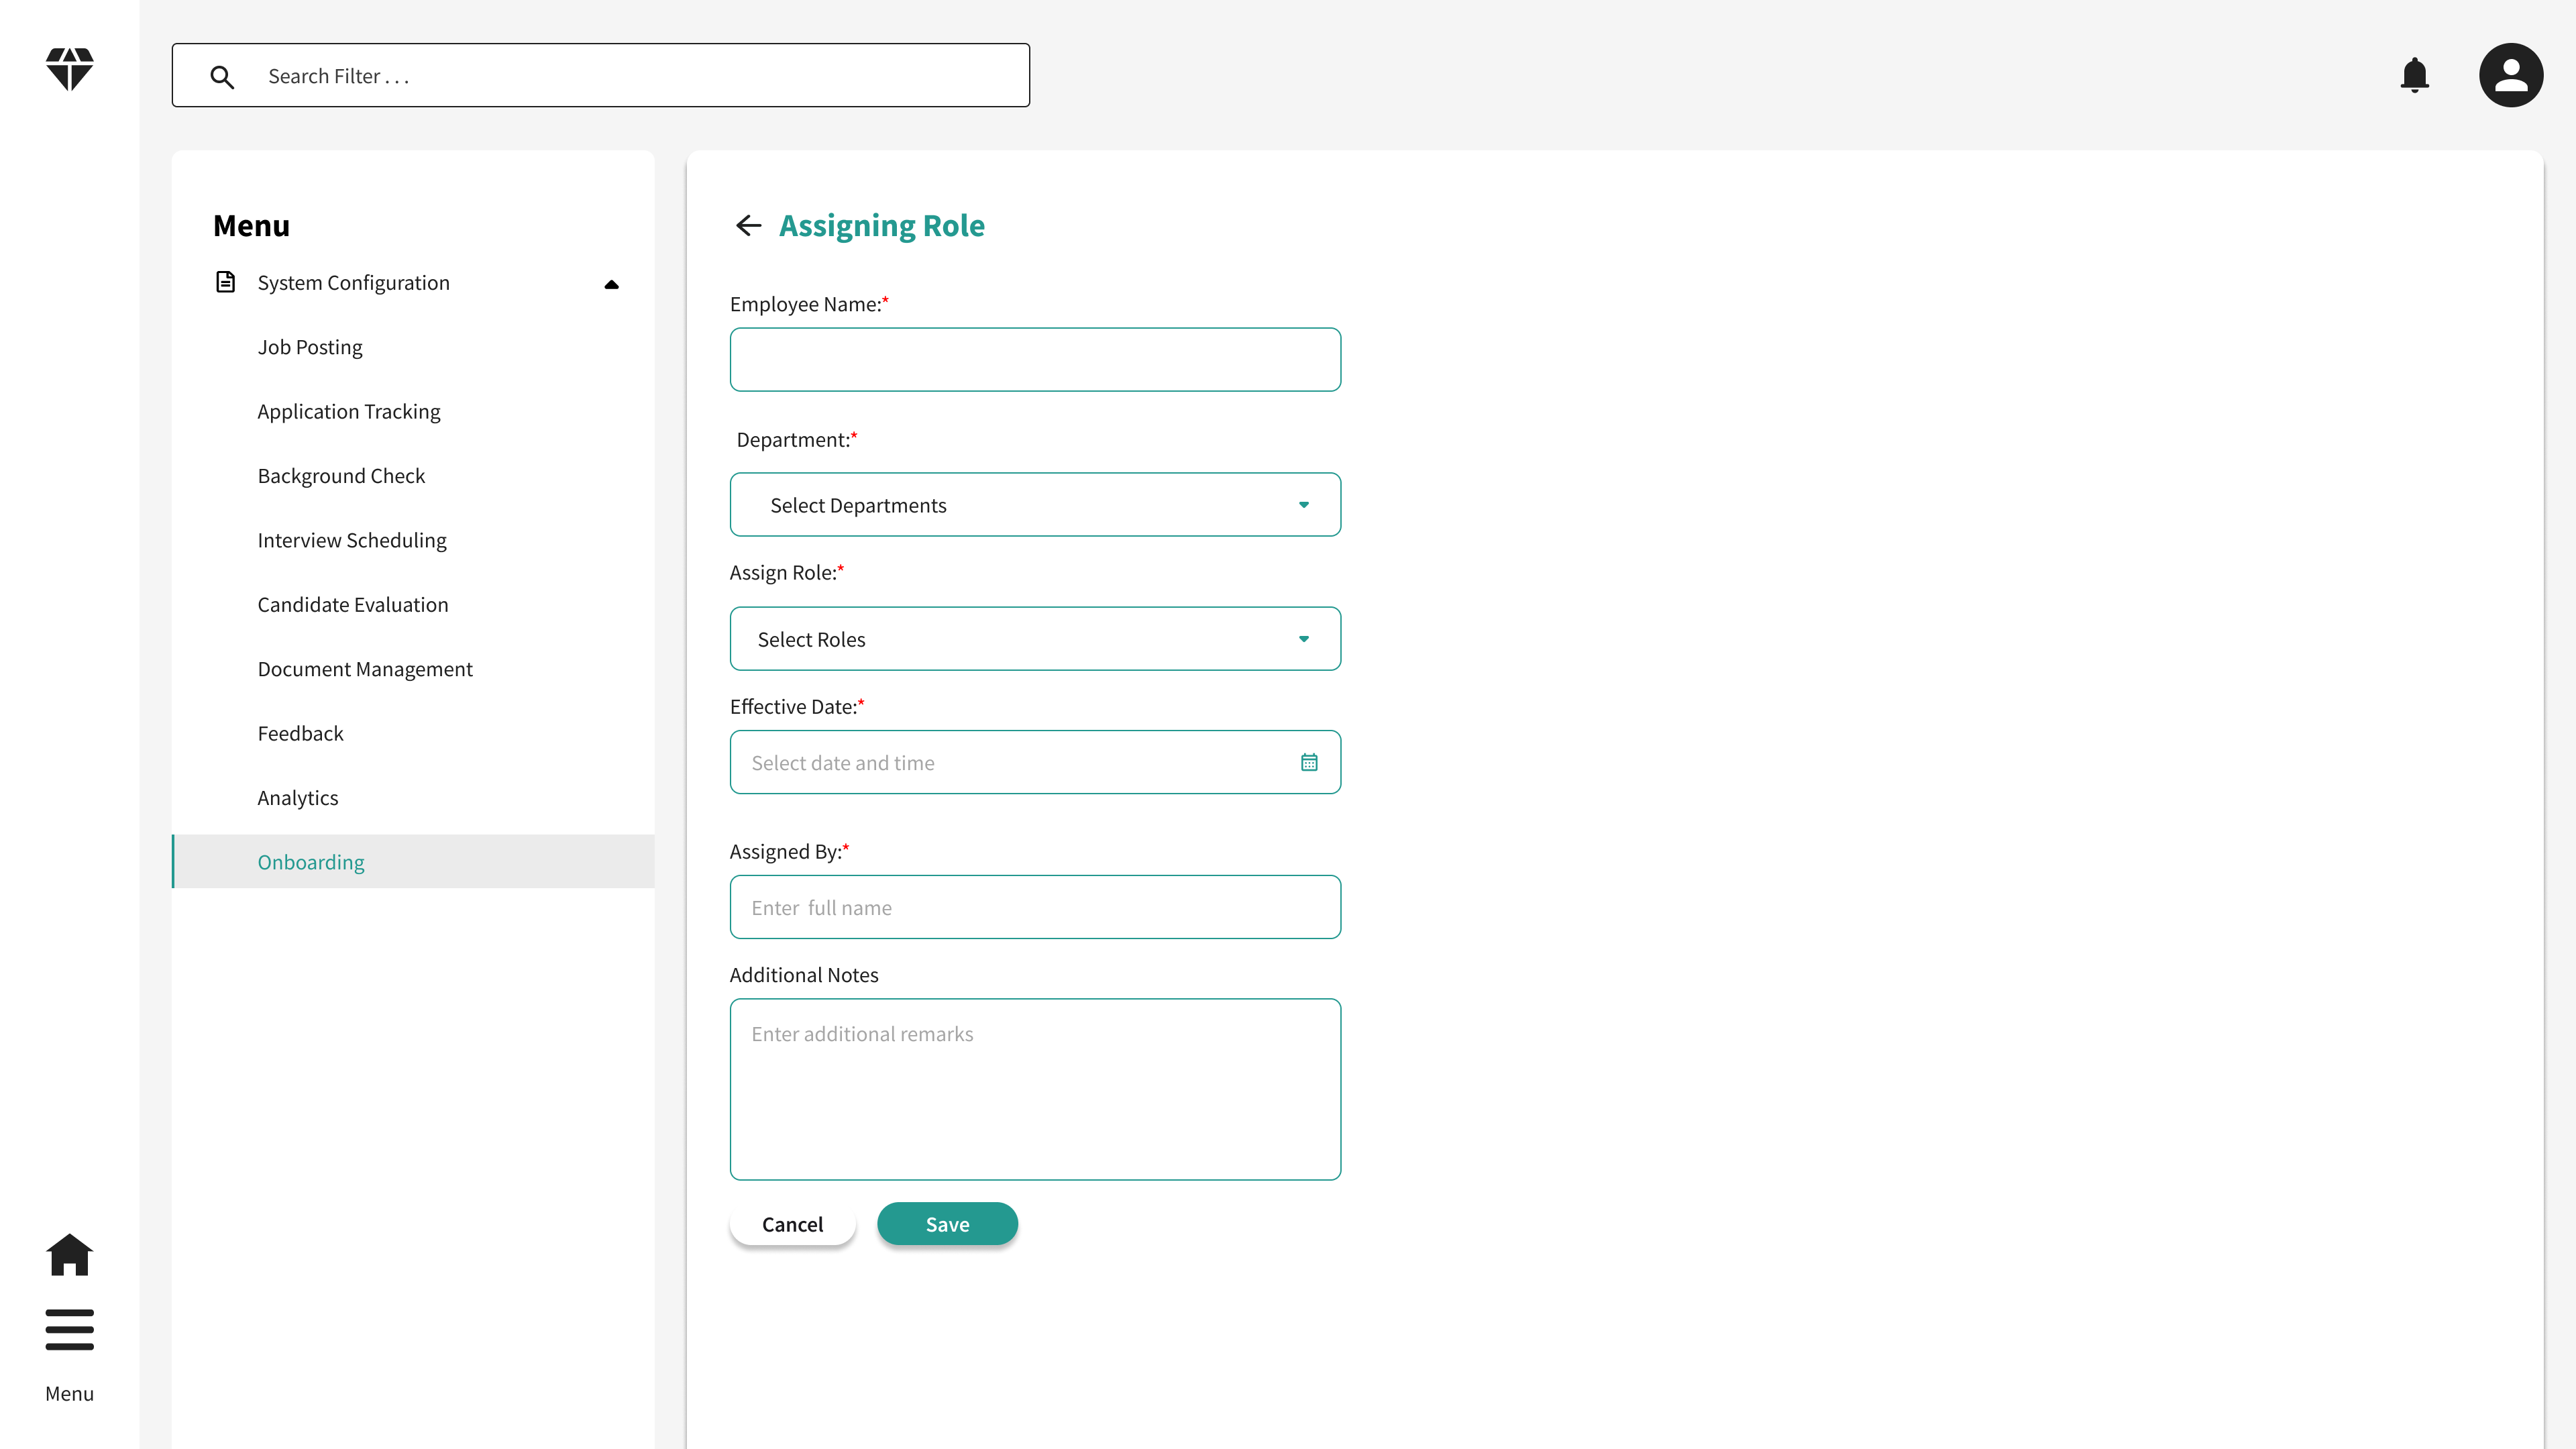 Search Filter . . .
Menu
System Configuration
Job Posting
Application Tracking
Background Check
Interview Scheduling
Candidate Evaluation
Document Management
Feedback
Analytics
Onboarding
Assigning Role
Employee Name:*
Department:*
Select Departments
Assign Role:*
Select Roles
Effective Date:*
Select date and time
Assigned By:*
Enter  full name
Additional Notes
Enter additional remarks
Cancel
Save
Menu